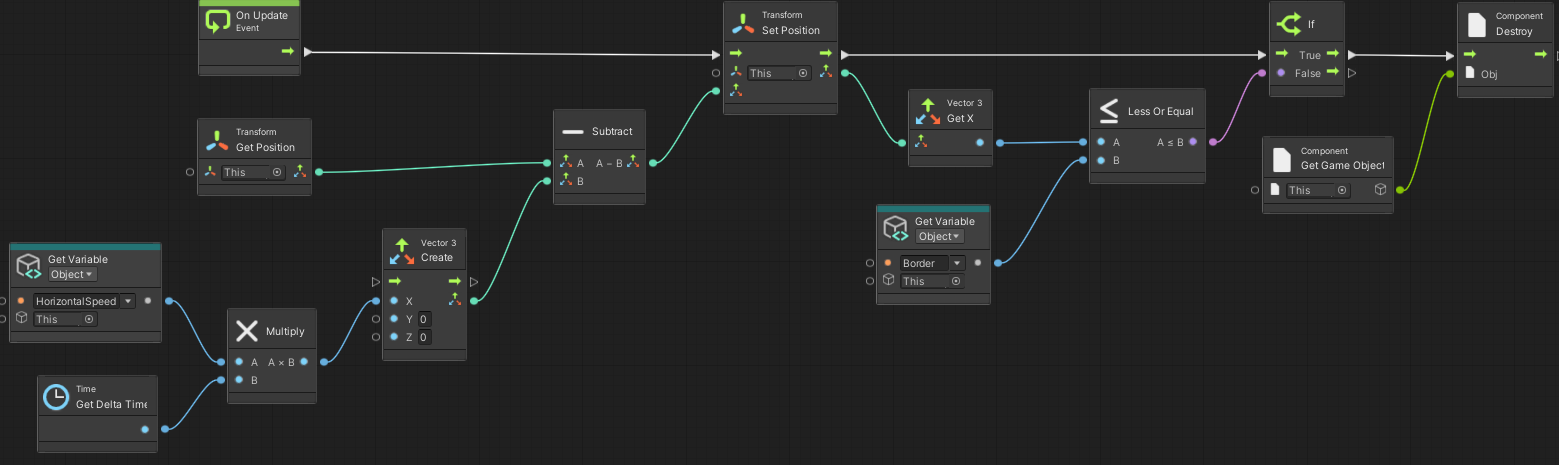 On Update
Event
Transform
Set Position
This
If
True
False
Component
Destroy
Obj
Transform
Get Position
This
Subtract
A A − B
B
Vector 3
Get X
Less Or Equal
A A ≤ B
B
Component
Get Game Object
This
Get Variable
Object
Border
This
Get Variable
Object
HorizontalSpeed
This
Vector 3
Create
X
Y 0
Z 0
Multiply
A A × B
B
Time
Get Delta Time